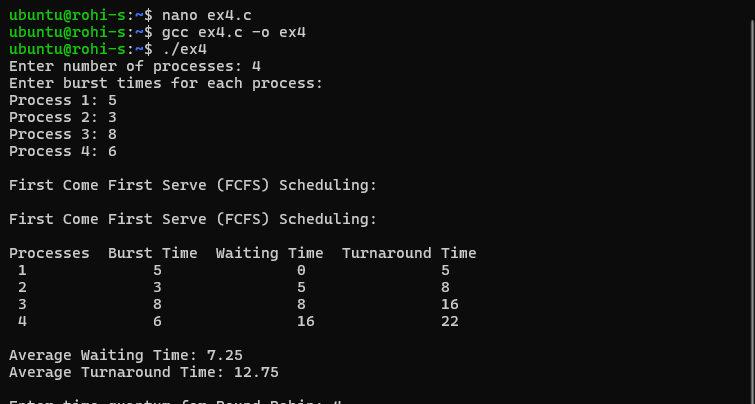 ubuntu@rohi-s:~$ nano ex4.c
ubuntu@rohi-s:~$ gcc ex4.c -o ex4
ubuntu@rohi-s:~$ ./ex4
Enter number of processes: 4
Enter burst times for each process:
Process 1: 5
Process 2: 3
Process 3: 8
Process 4: 6
First Come First Serve (FCFS) Scheduling:
First Come First Serve (FCFS) Scheduling:
Processes  Burst Time  Waiting Time  Turnaround Time
1 5 0 5
2 3 5 8
3 8 8 16
4 6 16 22
Average Waiting Time: 7.25
Average Turnaround Time: 12.75
Enter time quantum for Round Robin: 4